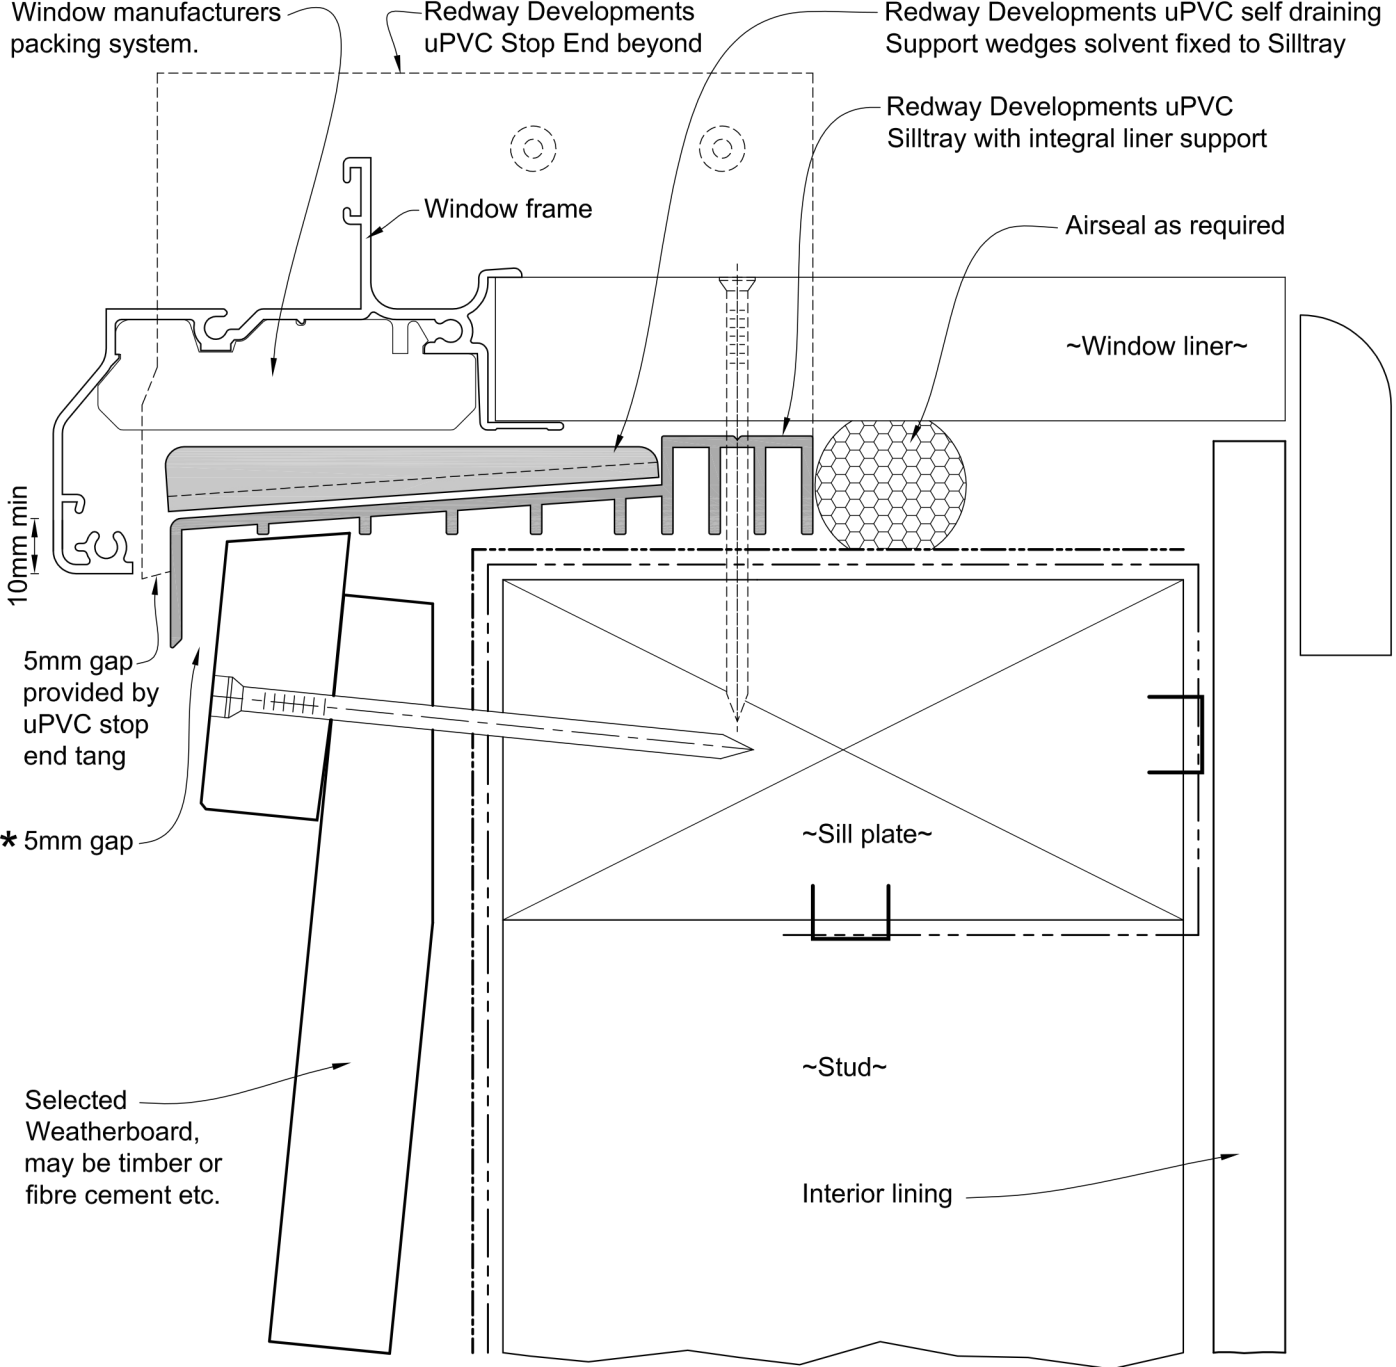 Window manufacturers
packing system.
Redway Developments
uPVC Stop End beyond
Redway Developments uPVC self draining
Support wedges solvent fixed to Silltray
Redway Developments uPVC
Silltray with integral liner support
Window frame
Airseal as required
~Window liner~
10mm min
5mm gap
provided by
uPVC stop
end tang
* 5mm gap
~Sill plate~
~Stud~
Selected
Weatherboard,
may be timber or
fibre cement etc.
Interior lining